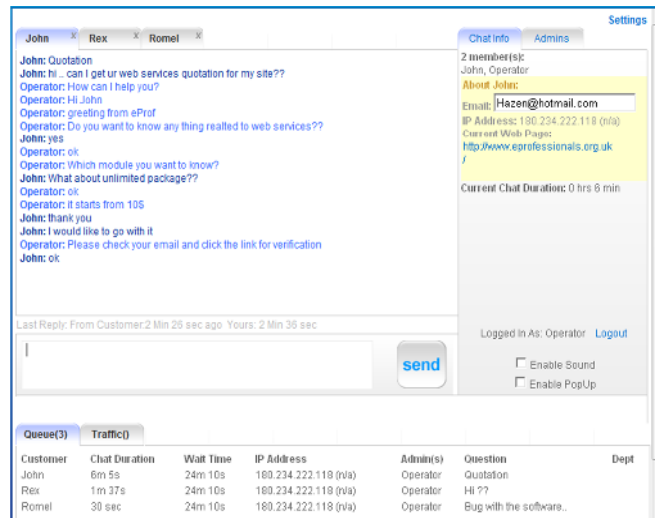 Settings
John x Rex x Romel x
Chat Info Admins
John: Quotation
John: hi .. can I get ur web services quotation for my site??
Operator: How can I help you?
Operator: Hi John
Operator: greeting from eProf
Operator: Do you want to know any thing realted to web services??
John: yes
Operator: ok
Operator: Which module you want to know?
John: What about unlimited package??
Operator: ok
Operator: it starts from 10$
John: thank you
John: I would like to go with it
Operator: Please check your email and click the link for verification
John: ok
2 member(s):
John, Operator
About John:
Email: Hazen@hotmail.com
IP Address: 180.234.222.118 (n/a)
Current Web Page:
http://www.eprofessionals.org.uk
/
Current Chat Duration: 0 hrs 6 min
Last Reply: From Customer:2 Min 26 sec ago Yours: 2 Min 36 sec
send
Logged In As: Operator Logout
Enable Sound
Enable PopUp
Queue(3) Traffic()
Customer Chat Duration Wait Time IP Address Admin(s) Question Dept
John 6m 5s 24m 10s 180.234.222.118 (n/a) Operator Quotation
Rex 1m 37s 24m 10s 180.234.222.118 (n/a) Operator Hi ??
Romel 30 sec 24m 10s 180.234.222.118 (n/a) Operator Bug with the software..